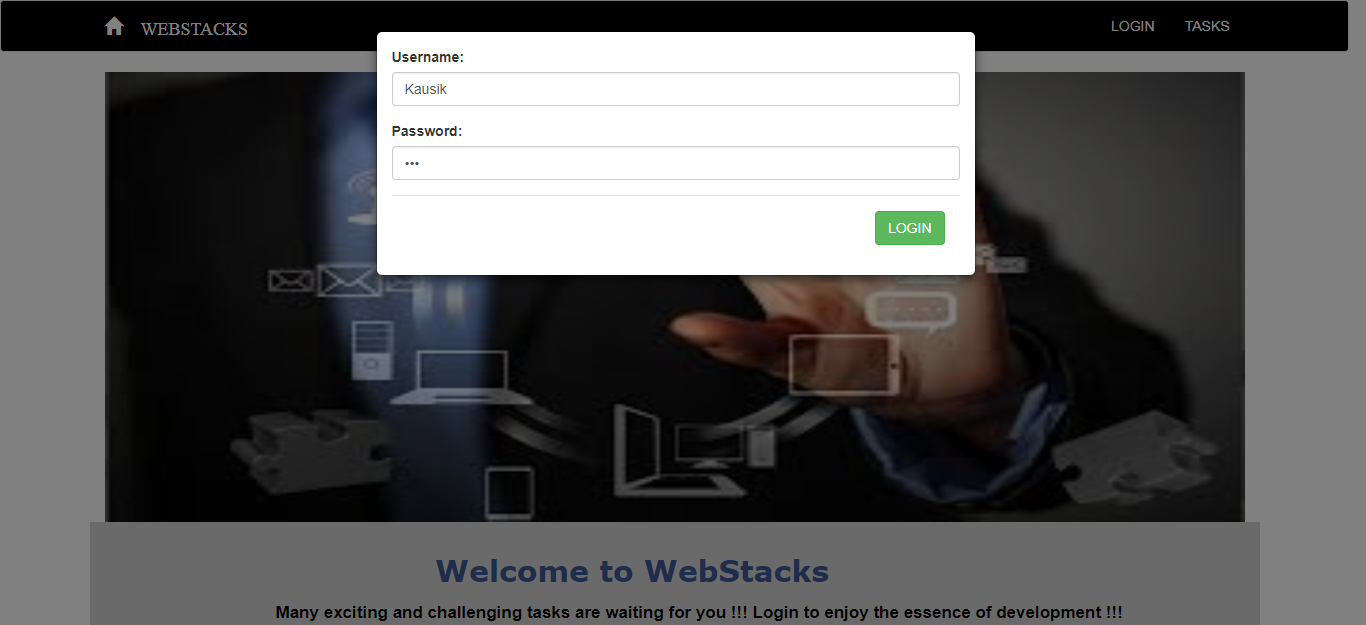 WEBSTACKS
LOGIN TASKS
Username:
Kausik
Password:
•••
LOGIN
Welcome to WebStacks
Many exciting and challenging tasks are waiting for you !!! Login to enjoy the essence of development !!!